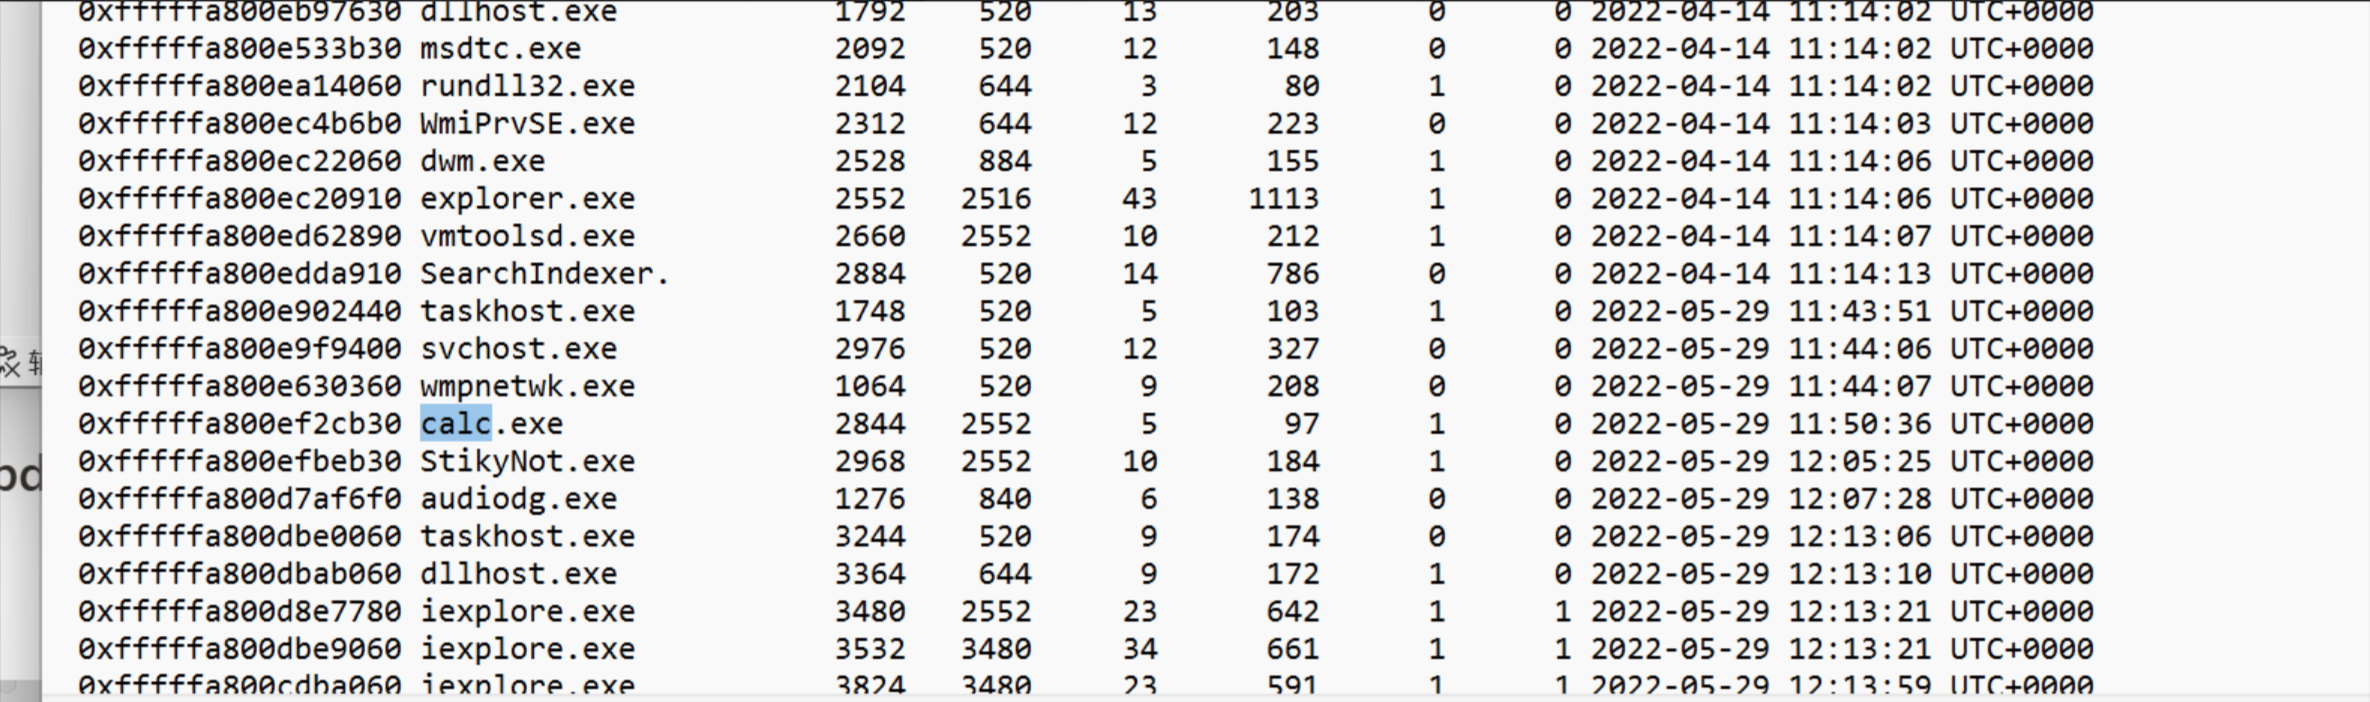 0xfffffa800eb97630 dllhost.exe 1792 520 13 203 0 0 2022-04-14 11:14:02 UTC+0000
0xfffffa800e533b30 msdtc.exe 2092 520 12 148 0 0 2022-04-14 11:14:02 UTC+0000
0xfffffa800ea14060 rundll32.exe 2104 644 3 80 1 0 2022-04-14 11:14:02 UTC+0000
0xfffffa800ec4b6b0 WmiPrvSE.exe 2312 644 12 223 0 0 2022-04-14 11:14:03 UTC+0000
0xfffffa800ec22060 dwm.exe 2528 884 5 155 1 0 2022-04-14 11:14:06 UTC+0000
0xfffffa800ec20910 explorer.exe 2552 2516 43 1113 1 0 2022-04-14 11:14:06 UTC+0000
0xfffffa800ed62890 vmtoolsd.exe 2660 2552 10 212 1 0 2022-04-14 11:14:07 UTC+0000
0xfffffa800edda910 SearchIndexer. 2884 520 14 786 0 0 2022-04-14 11:14:13 UTC+0000
0xfffffa800e902440 taskhost.exe 1748 520 5 103 1 0 2022-05-29 11:43:51 UTC+0000
0xfffffa800e9f9400 svchost.exe 2976 520 12 327 0 0 2022-05-29 11:44:06 UTC+0000
0xfffffa800e630360 wmpnetwk.exe 1064 520 9 208 0 0 2022-05-29 11:44:07 UTC+0000
0xfffffa800ef2cb30 calc.exe 2844 2552 5 97 1 0 2022-05-29 11:50:36 UTC+0000
0xfffffa800efbeb30 StikyNot.exe 2968 2552 10 184 1 0 2022-05-29 12:05:25 UTC+0000
0xfffffa800d7af6f0 audiodg.exe 1276 840 6 138 0 0 2022-05-29 12:07:28 UTC+0000
0xfffffa800dbe0060 taskhost.exe 3244 520 9 174 0 0 2022-05-29 12:13:06 UTC+0000
0xfffffa800dbab060 dllhost.exe 3364 644 9 172 1 0 2022-05-29 12:13:10 UTC+0000
0xfffffa800d8e7780 iexplore.exe 3480 2552 23 642 1 1 2022-05-29 12:13:21 UTC+0000
0xfffffa800dbe9060 iexplore.exe 3532 3480 34 661 1 1 2022-05-29 12:13:21 UTC+0000
0xfffffa800cdba060 iexplore.exe 3824 3480 23 591 1 1 2022-05-29 12:13:59 UTC+0000